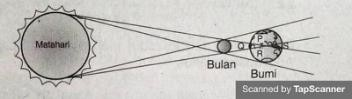 Matahari
P
Q
S
R
Bulan
Bumi
Scanned by TapScanner